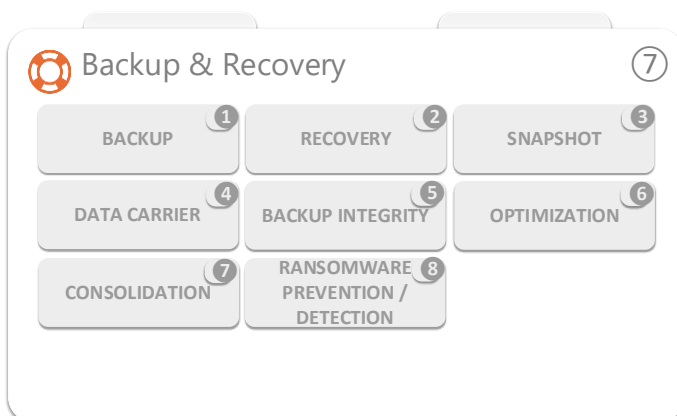 Backup & Recovery
7
BACKUP
1
RECOVERY
2
SNAPSHOT
3
DATA CARRIER
4
BACKUP INTEGRITY
5
OPTIMIZATION
6
CONSOLIDATION
7
RANSOMWARE
PREVENTION /
DETECTION
8